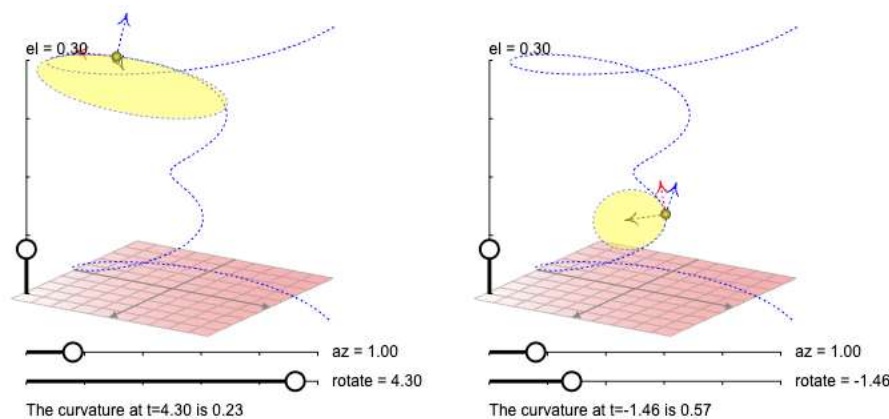 el = 0.30
az = 1.00
rotate = 4.30
The curvature at t=4.30 is 0.23
el = 0.30
az = 1.00
rotate = -1.46
The curvature at t=-1.46 is 0.57